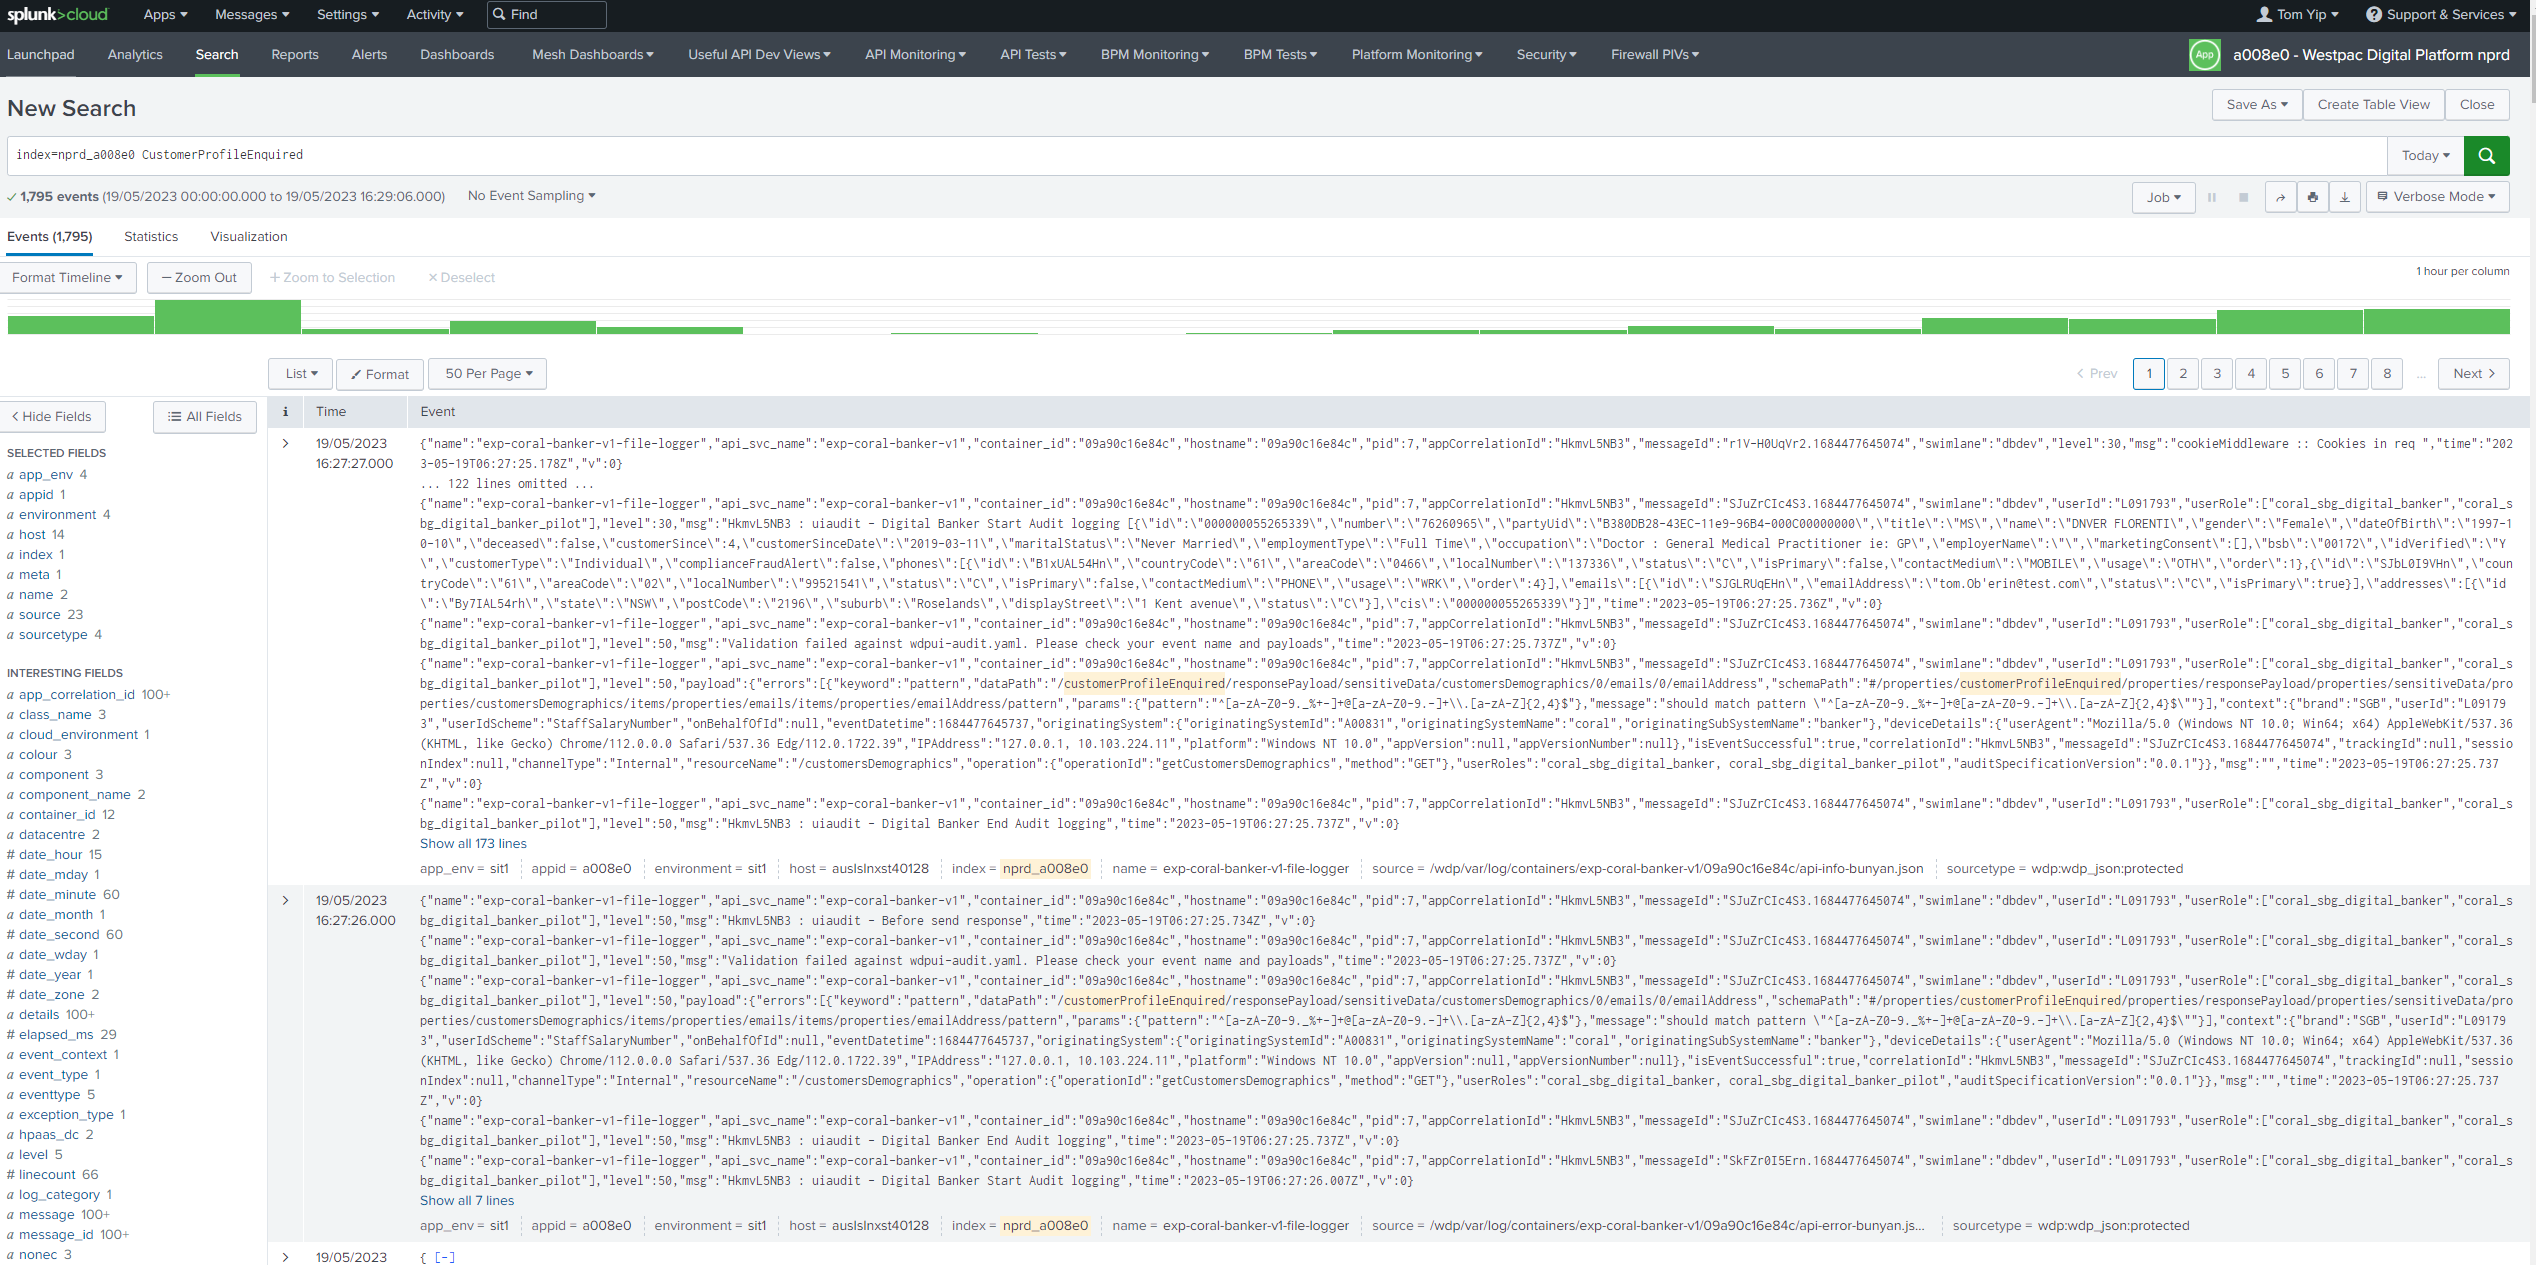 splunk>cloud Apps Messages Settings Activity Find Tom Yip Support & Services
Launchpad Analytics Search Reports Alerts Dashboards Mesh Dashboards Useful API Dev Views API Monitoring API Tests BPM Monitoring BPM Tests Platform Monitoring Security Firewall PIVs App a008e0 - Westpac Digital Platform nprd
New Search Save As Create Table View Close
index=nprd_a008e0 CustomerProfileEnquired Today
1,795 events (19/05/2023 00:00:00.000 to 19/05/2023 16:29:06.000) No Event Sampling Job Verbose Mode
Events (1,795) Statistics Visualization
Format Timeline — Zoom Out + Zoom to Selection × Deselect 1 hour per column
List Format 50 Per Page < Prev 1 2 3 4 5 6 7 8 ... Next >
< Hide Fields All Fields
SELECTED FIELDS
a app_env 4
a appid 1
a environment 4
a host 14
a index 1
a meta 1
a name 2
a source 23
a sourcetype 4
INTERESTING FIELDS
a app_correlation_id 100+
a class_name 3
a cloud_environment 1
a colour 3
a component 3
a component_name 2
a container_id 12
a datacentre 2
# date_hour 15
# date_mday 1
# date_minute 60
a date_month 1
# date_second 60
a date_wday 1
# date_year 1
# date_zone 2
a details 100+
# elapsed_ms 29
a event_context 1
a event_type 1
a eventtype 5
a exception_type 1
a hpaas_dc 2
a level 5
# linecount 66
a log_category 1
a message 100+
a message_id 100+
a nonec 3
i Time Event
19/05/2023
16:27:27.000
{"name":"exp-coral-banker-v1-file-logger","api_svc_name":"exp-coral-banker-v1","container_id":"09a90c16e84c","hostname":"09a90c16e84c","pid":7,"appCorrelationId":"HkmvL5NB3","messageId":"r1V-H0UqVr2.1684477645074","swimlane":"dbdev","level":30,"msg":"cookieMiddleware :: Cookies in req ","time":"202
3-05-19T06:27:25.178Z","v":0}
... 122 lines omitted ...
{"name":"exp-coral-banker-v1-file-logger","api_svc_name":"exp-coral-banker-v1","container_id":"09a90c16e84c","hostname":"09a90c16e84c","pid":7,"appCorrelationId":"HkmvL5NB3","messageId":"SJuZrCIc4S3.1684477645074","swimlane":"dbdev","userId":"L091793","userRole":["coral_sbg_digital_banker","coral_s
bg_digital_banker_pilot"],"level":30,"msg":"HkmvL5NB3 : uiaudit - Digital Banker Start Audit logging [{\"id\":\"000000055265339\",\"number\":\"76260965\",\"partyUid\":\"B380DB28-43EC-11e9-96B4-000C00000000\",\"title\":\"MS\",\"name\":\"DNVER FLORENTI\",\"gender\":\"Female\",\"dateOfBirth\":\"1997-1
0-10\",\"deceased\":false,\"customerSince\":4,\"customerSinceDate\":\"2019-03-11\",\"maritalStatus\":\"Never Married\",\"employmentType\":\"Full Time\",\"occupation\":\"Doctor : General Medical Practitioner ie: GP\",\"employerName\":\"\",\"marketingConsent\":[],\"bsb\":\"00172\",\"idVerified\":\"Y
\",\"customerType\":\"Individual\",\"complianceFraudAlert\":false,\"phones\":[{\"id\":\"B1xUAL54Hn\",\"countryCode\":\"61\",\"areaCode\":\"0466\",\"localNumber\":\"137336\",\"status\":\"C\",\"isPrimary\":false,\"contactMedium\":\"MOBILE\",\"usage\":\"OTH\",\"order\":1},{\"id\":\"SJbL0I9VHn\",\"coun
tryCode\":\"61\",\"areaCode\":\"02\",\"localNumber\":\"99521541\",\"status\":\"C\",\"isPrimary\":false,\"contactMedium\":\"PHONE\",\"usage\":\"WRK\",\"order\":4}],\"emails\":[{\"id\":\"SJGLRUqEHn\",\"emailAddress\":\"tom.Ob'erin@test.com\",\"status\":\"C\",\"isPrimary\":true}],\"addresses\":[{\"id
\":\"By7IAL54rh\",\"state\":\"NSW\",\"postCode\":\"2196\",\"suburb\":\"Roselands\",\"displayStreet\":\"1 Kent avenue\",\"status\":\"C\"}],\"cis\":\"000000055265339\"}]","time":"2023-05-19T06:27:25.736Z","v":0}
{"name":"exp-coral-banker-v1-file-logger","api_svc_name":"exp-coral-banker-v1","container_id":"09a90c16e84c","hostname":"09a90c16e84c","pid":7,"appCorrelationId":"HkmvL5NB3","messageId":"SJuZrCIc4S3.1684477645074","swimlane":"dbdev","userId":"L091793","userRole":["coral_sbg_digital_banker","coral_s
bg_digital_banker_pilot"],"level":50,"msg":"Validation failed against wdpui-audit.yaml. Please check your event name and payloads","time":"2023-05-19T06:27:25.737Z","v":0}
{"name":"exp-coral-banker-v1-file-logger","api_svc_name":"exp-coral-banker-v1","container_id":"09a90c16e84c","hostname":"09a90c16e84c","pid":7,"appCorrelationId":"HkmvL5NB3","messageId":"SJuZrCIc4S3.1684477645074","swimlane":"dbdev","userId":"L091793","userRole":["coral_sbg_digital_banker","coral_s
bg_digital_banker_pilot"],"level":50,"payload":{"errors":[{"keyword":"pattern","dataPath":"/customerProfileEnquired/responsePayload/sensitiveData/customersDemographics/0/emails/0/emailAddress","schemaPath":"#/properties/customerProfileEnquired/properties/responsePayload/properties/sensitiveData/pro
perties/customersDemographics/items/properties/emails/items/properties/emailAddress/pattern","params":{"pattern":"^[a-zA-Z0-9._%+-]+@[a-zA-Z0-9.-]+\\.[a-zA-Z]{2,4}$"},"message":"should match pattern \"^[a-zA-Z0-9._%+-]+@[a-zA-Z0-9.-]+\\.[a-zA-Z]{2,4}$\""}],"context":{"brand":"SGB","userId":"L09179
3","userIdScheme":"StaffSalaryNumber","onBehalfOfId":null,"eventDatetime":1684477645737,"originatingSystem":{"originatingSystemId":"A00831","originatingSystemName":"coral","originatingSubSystemName":"banker"},"deviceDetails":{"userAgent":"Mozilla/5.0 (Windows NT 10.0; Win64; x64) AppleWebKit/537.36
(KHTML, like Gecko) Chrome/112.0.0.0 Safari/537.36 Edg/112.0.1722.39","IPAddress":"127.0.0.1, 10.103.224.11","platform":"Windows NT 10.0","appVersion":null,"appVersionNumber":null},"isEventSuccessful":true,"correlationId":"HkmvL5NB3","messageId":"SJuZrCIc4S3.1684477645074","trackingId":null,"sessio
nIndex":null,"channelType":"Internal","resourceName":"/customersDemographics","operation":{"operationId":"getCustomersDemographics","method":"GET"},"userRoles":"coral_sbg_digital_banker, coral_sbg_digital_banker_pilot","auditSpecificationVersion":"0.0.1"}},"msg":"","time":"2023-05-19T06:27:25.737
Z","v":0}
{"name":"exp-coral-banker-v1-file-logger","api_svc_name":"exp-coral-banker-v1","container_id":"09a90c16e84c","hostname":"09a90c16e84c","pid":7,"appCorrelationId":"HkmvL5NB3","messageId":"SJuZrCIc4S3.1684477645074","swimlane":"dbdev","userId":"L091793","userRole":["coral_sbg_digital_banker","coral_s
bg_digital_banker_pilot"],"level":50,"msg":"HkmvL5NB3 : uiaudit - Digital Banker End Audit logging","time":"2023-05-19T06:27:25.737Z","v":0}
Show all 173 lines
app_env = sit1 appid = a008e0 environment = sit1 host = auslslnxst40128 index = nprd_a008e0 name = exp-coral-banker-v1-file-logger source = /wdp/var/log/containers/exp-coral-banker-v1/09a90c16e84c/api-info-bunyan.json sourcetype = wdp:wdp_json:protected
19/05/2023
16:27:26.000
{"name":"exp-coral-banker-v1-file-logger","api_svc_name":"exp-coral-banker-v1","container_id":"09a90c16e84c","hostname":"09a90c16e84c","pid":7,"appCorrelationId":"HkmvL5NB3","messageId":"SJuZrCIc4S3.1684477645074","swimlane":"dbdev","userId":"L091793","userRole":["coral_sbg_digital_banker","coral_s
bg_digital_banker_pilot"],"level":50,"msg":"HkmvL5NB3 : uiaudit - Before send response","time":"2023-05-19T06:27:25.734Z","v":0}
{"name":"exp-coral-banker-v1-file-logger","api_svc_name":"exp-coral-banker-v1","container_id":"09a90c16e84c","hostname":"09a90c16e84c","pid":7,"appCorrelationId":"HkmvL5NB3","messageId":"SJuZrCIc4S3.1684477645074","swimlane":"dbdev","userId":"L091793","userRole":["coral_sbg_digital_banker","coral_s
bg_digital_banker_pilot"],"level":50,"msg":"Validation failed against wdpui-audit.yaml. Please check your event name and payloads","time":"2023-05-19T06:27:25.737Z","v":0}
{"name":"exp-coral-banker-v1-file-logger","api_svc_name":"exp-coral-banker-v1","container_id":"09a90c16e84c","hostname":"09a90c16e84c","pid":7,"appCorrelationId":"HkmvL5NB3","messageId":"SJuZrCIc4S3.1684477645074","swimlane":"dbdev","userId":"L091793","userRole":["coral_sbg_digital_banker","coral_s
bg_digital_banker_pilot"],"level":50,"payload":{"errors":[{"keyword":"pattern","dataPath":"/customerProfileEnquired/responsePayload/sensitiveData/customersDemographics/0/emails/0/emailAddress","schemaPath":"#/properties/customerProfileEnquired/properties/responsePayload/properties/sensitiveData/pro
perties/customersDemographics/items/properties/emails/items/properties/emailAddress/pattern","params":{"pattern":"^[a-zA-Z0-9._%+-]+@[a-zA-Z0-9.-]+\\.[a-zA-Z]{2,4}$"},"message":"should match pattern \"^[a-zA-Z0-9._%+-]+@[a-zA-Z0-9.-]+\\.[a-zA-Z]{2,4}$\""}],"context":{"brand":"SGB","userId":"L09179
3","userIdScheme":"StaffSalaryNumber","onBehalfOfId":null,"eventDatetime":1684477645737,"originatingSystem":{"originatingSystemId":"A00831","originatingSystemName":"coral","originatingSubSystemName":"banker"},"deviceDetails":{"userAgent":"Mozilla/5.0 (Windows NT 10.0; Win64; x64) AppleWebKit/537.36
(KHTML, like Gecko) Chrome/112.0.0.0 Safari/537.36 Edg/112.0.1722.39","IPAddress":"127.0.0.1, 10.103.224.11","platform":"Windows NT 10.0","appVersion":null,"appVersionNumber":null},"isEventSuccessful":true,"correlationId":"HkmvL5NB3","messageId":"SJuZrCIc4S3.1684477645074","trackingId":null,"sessio
nIndex":null,"channelType":"Internal","resourceName":"/customersDemographics","operation":{"operationId":"getCustomersDemographics","method":"GET"},"userRoles":"coral_sbg_digital_banker, coral_sbg_digital_banker_pilot","auditSpecificationVersion":"0.0.1"}},"msg":"","time":"2023-05-19T06:27:25.737
Z","v":0}
{"name":"exp-coral-banker-v1-file-logger","api_svc_name":"exp-coral-banker-v1","container_id":"09a90c16e84c","hostname":"09a90c16e84c","pid":7,"appCorrelationId":"HkmvL5NB3","messageId":"SJuZrCIc4S3.1684477645074","swimlane":"dbdev","userId":"L091793","userRole":["coral_sbg_digital_banker","coral_s
bg_digital_banker_pilot"],"level":50,"msg":"HkmvL5NB3 : uiaudit - Digital Banker End Audit logging","time":"2023-05-19T06:27:25.737Z","v":0}
{"name":"exp-coral-banker-v1-file-logger","api_svc_name":"exp-coral-banker-v1","container_id":"09a90c16e84c","hostname":"09a90c16e84c","pid":7,"appCorrelationId":"HkmvL5NB3","messageId":"SkFZr0I5Ern.1684477645074","swimlane":"dbdev","userId":"L091793","userRole":["coral_sbg_digital_banker","coral_s
bg_digital_banker_pilot"],"level":50,"msg":"HkmvL5NB3 : uiaudit - Digital Banker Start Audit logging","time":"2023-05-19T06:27:26.007Z","v":0}
Show all 7 lines
app_env = sit1 appid = a008e0 environment = sit1 host = auslslnxst40128 index = nprd_a008e0 name = exp-coral-banker-v1-file-logger source = /wdp/var/log/containers/exp-coral-banker-v1/09a90c16e84c/api-error-bunyan.js... sourcetype = wdp:wdp_json:protected
19/05/2023 { [-]